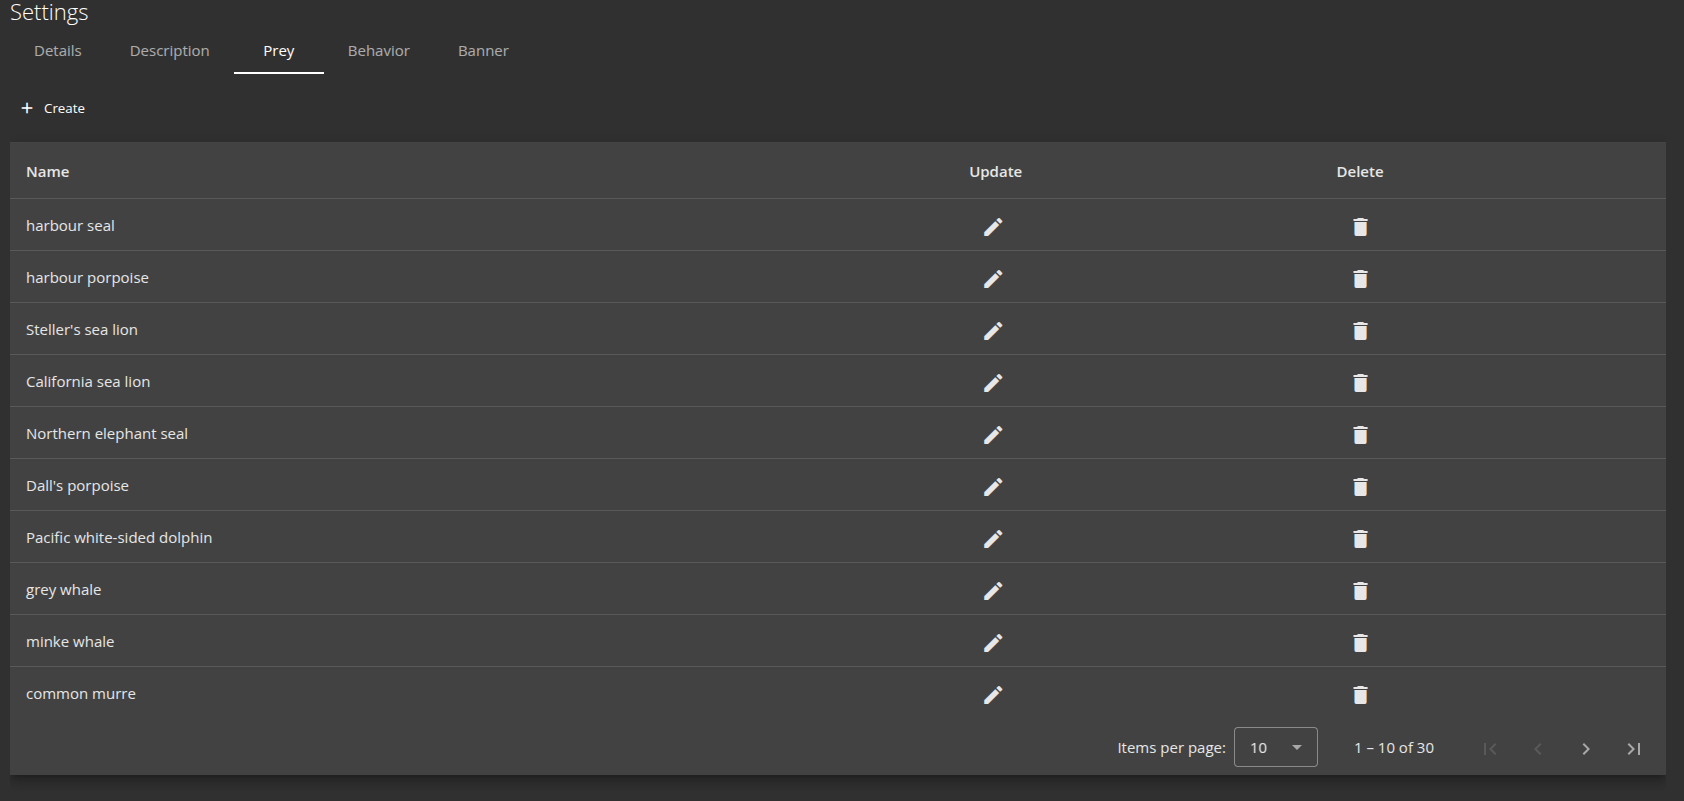 Settings
Details Description Prey Behavior Banner
+ Create
Name Update Delete
harbour seal
harbour porpoise
Steller's sea lion
California sea lion
Northern elephant seal
Dall's porpoise
Pacific white-sided dolphin
grey whale
minke whale
common murre
Items per page: 10 1 – 10 of 30